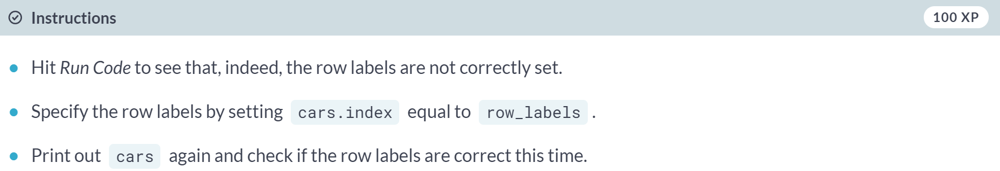 Instructions
100 XP
Hit Run Code to see that, indeed, the row labels are not correctly set.
Specify the row labels by setting cars.index equal to row_labels .
Print out cars again and check if the row labels are correct this time.